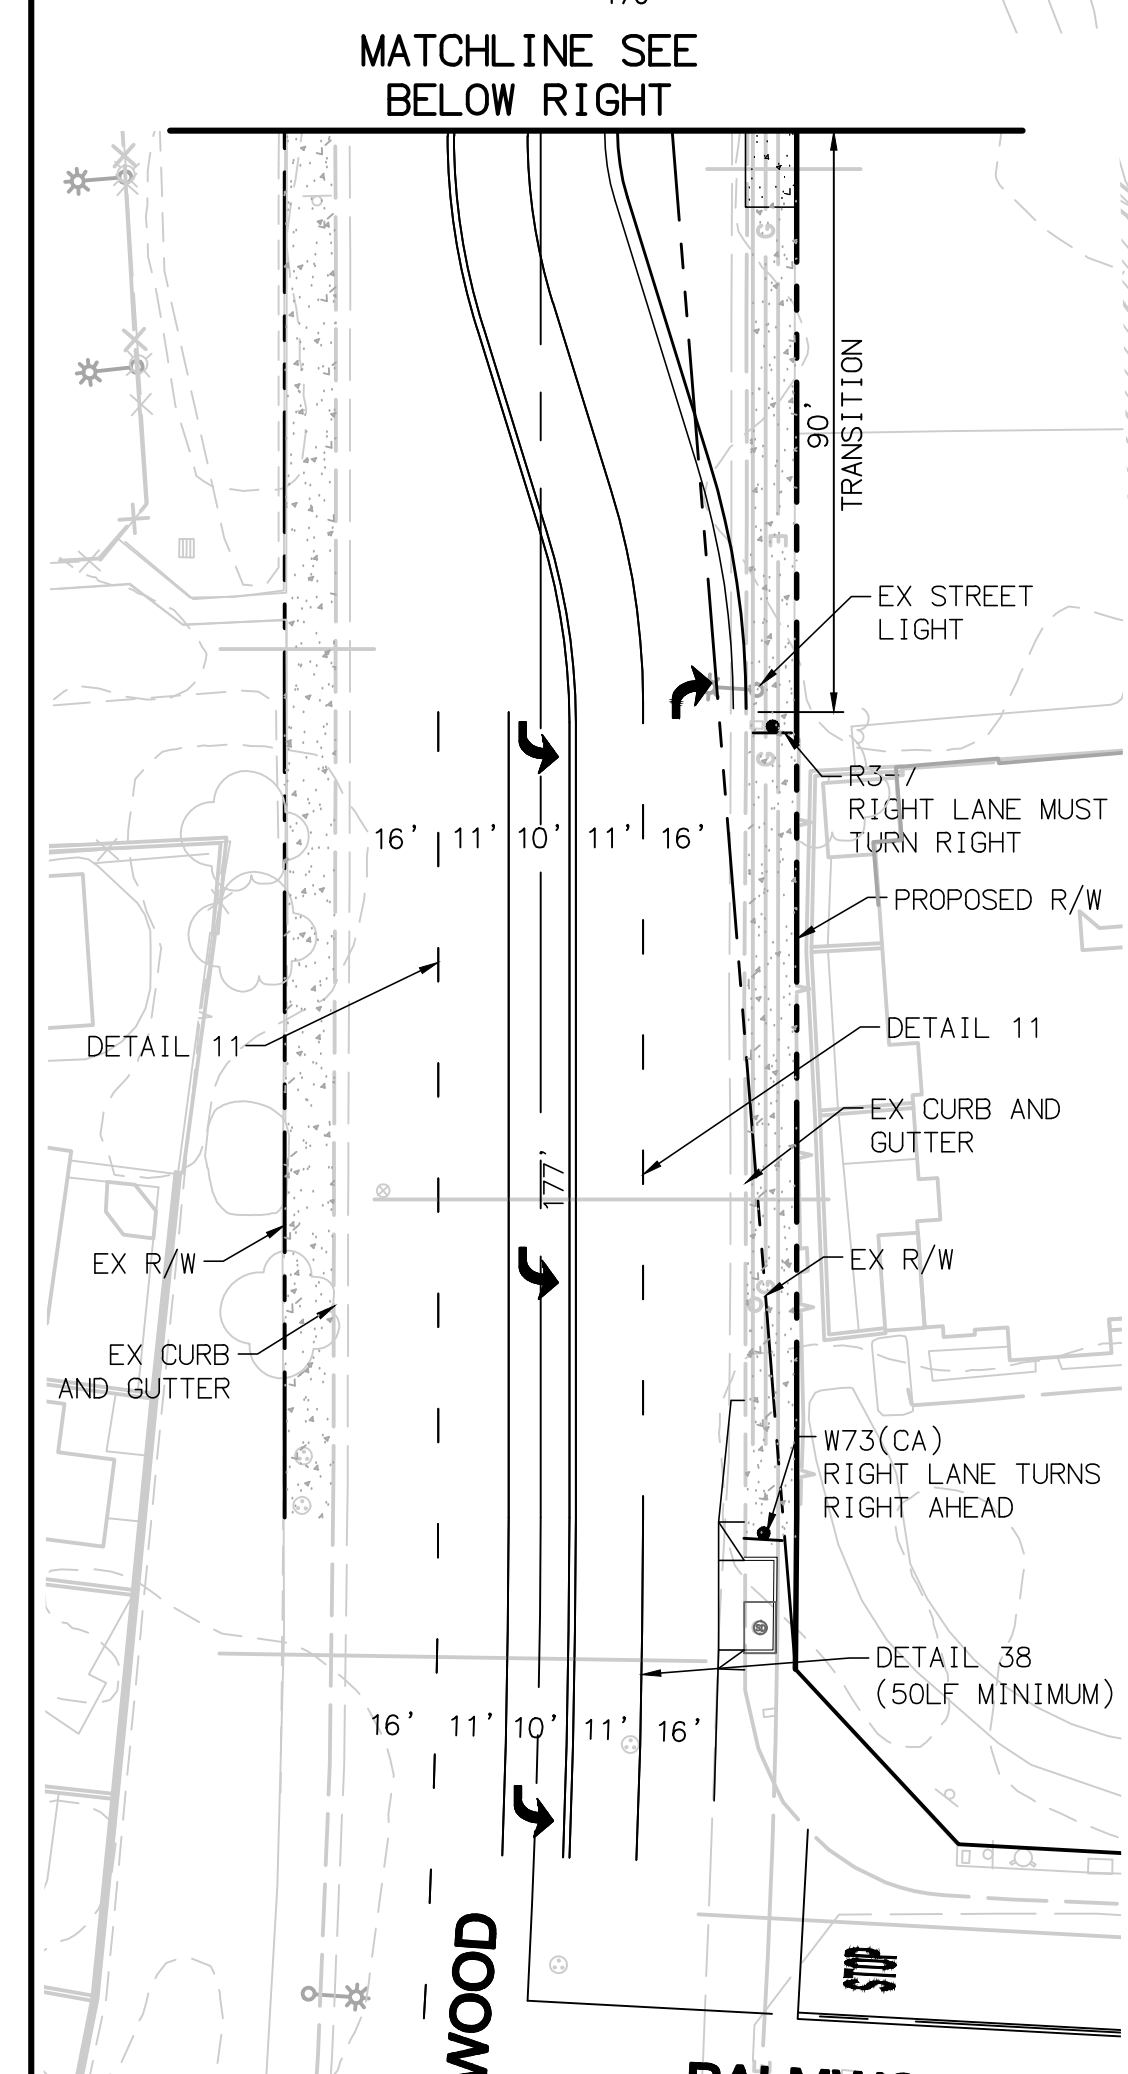 MATCHLINE SEE
BELOW RIGHT
90'
TRANSITION
G
E
EX STREET
LIGHT
G
R3-7
RIGHT LANE MUST
TURN RIGHT
16' 11' 10' 11' 16'
PROPOSED R/W
DETAIL 11
DETAIL 11
EX CURB AND
GUTTER
177'
EX R/W
EX R/W
G
EX CURB
AND GUTTER
W73(CA)
RIGHT LANE TURNS
RIGHT AHEAD
SD
DETAIL 38
(50LF MINIMUM)
16' 11' 10' 11' 16'
WOOD
STOP